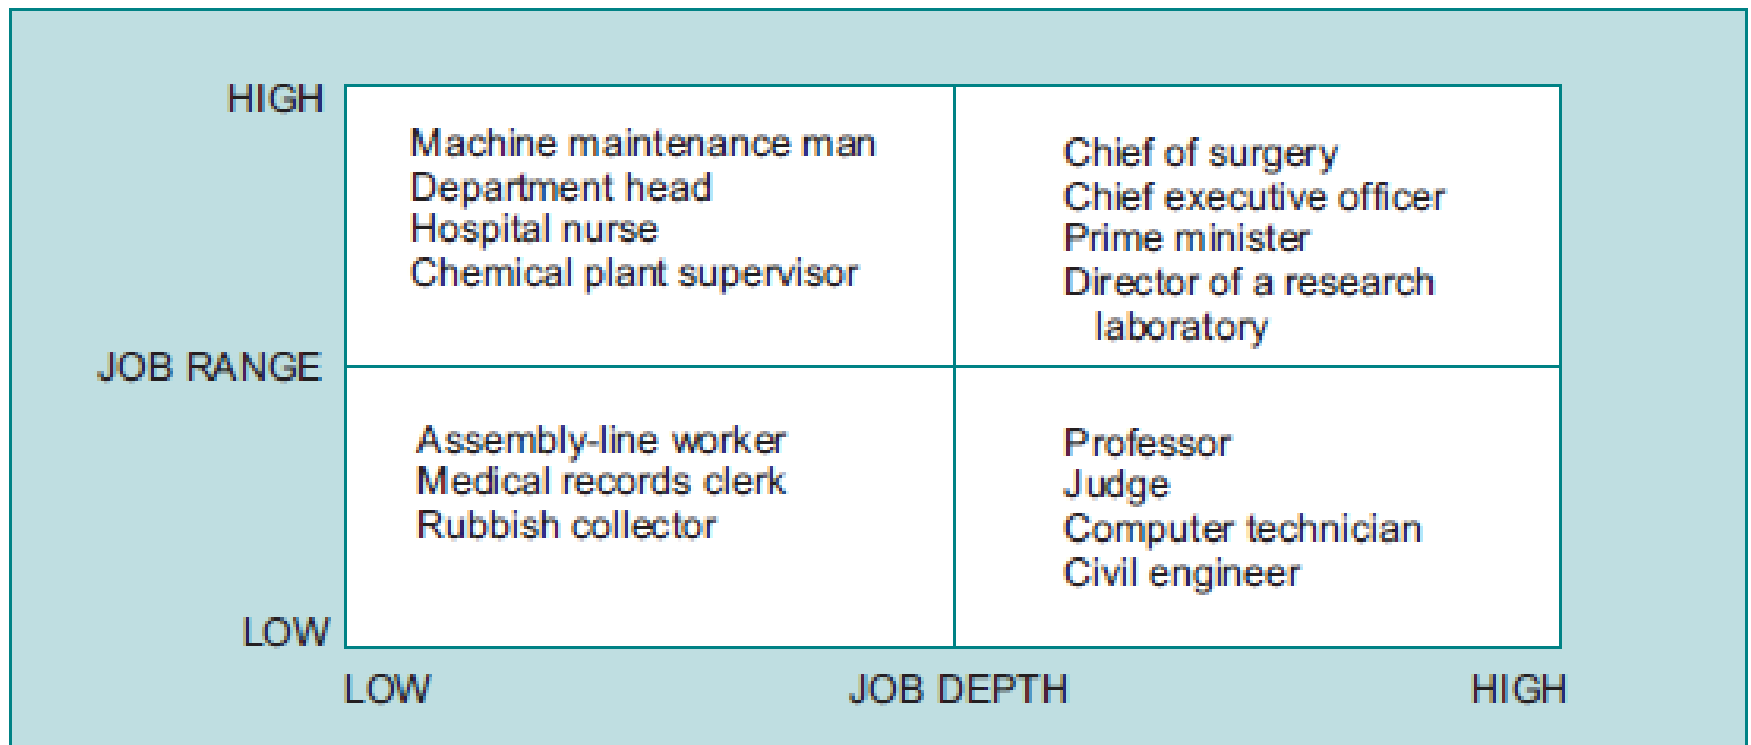 HIGH
Machine maintenance man
Department head
Hospital nurse
Chemical plant supervisor
Chief of surgery
Chief executive officer
Prime minister
Director of a research
laboratory
JOB RANGE
Assembly-line worker
Medical records clerk
Rubbish collector
Professor
Judge
Computer technician
Civil engineer
LOW
LOW
JOB DEPTH
HIGH